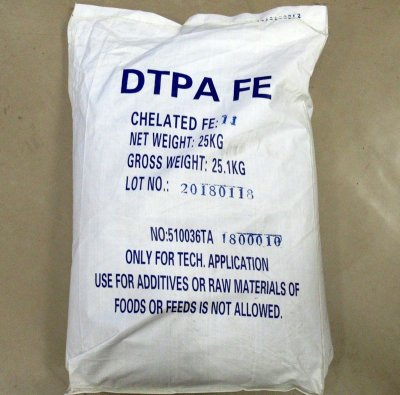 DTPA FE
CHELATED FE: 11
NET WEIGHT: 25KG
GROSS WEIGHT: 25.1KG
LOT NO.: 20180118
NO:510036TA 1800010
ONLY FOR TECH. APPLICATION
USE FOR ADDITIVES OR RAW MATERIALS OF
FOODS OR FEEDS IS NOT ALLOWED.